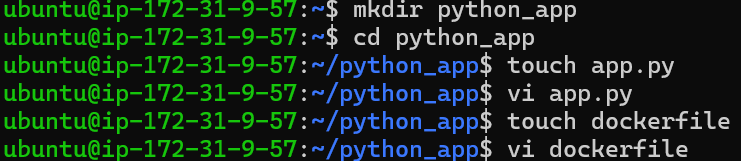 ubuntu@ip-172-31-9-57:~$ mkdir python_app
ubuntu@ip-172-31-9-57:~$ cd python_app
ubuntu@ip-172-31-9-57:~/python_app$ touch app.py
ubuntu@ip-172-31-9-57:~/python_app$ vi app.py
ubuntu@ip-172-31-9-57:~/python_app$ touch dockerfile
ubuntu@ip-172-31-9-57:~/python_app$ vi dockerfile